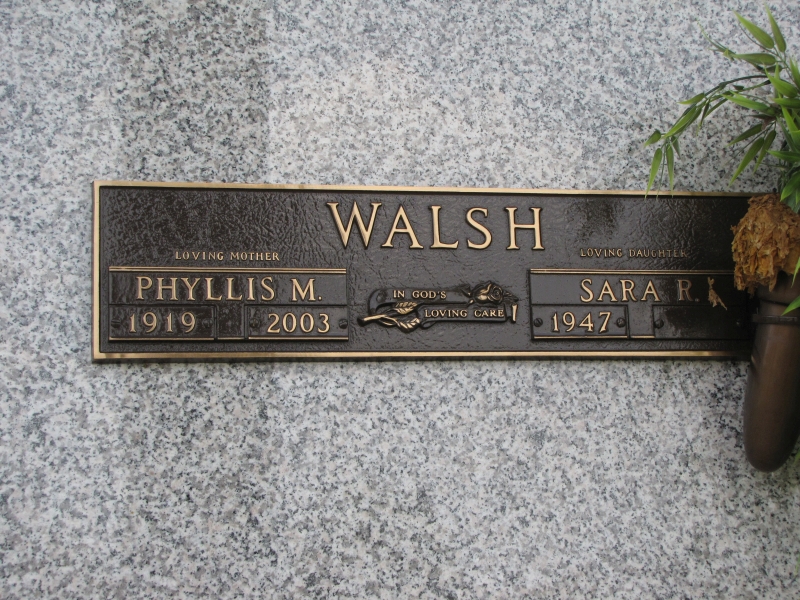 WALSH
LOVING MOTHER
PHYLLIS M.
1919 2003
IN GOD'S
LOVING CARE
LOVING DAUGHTER
SARA R.
1947